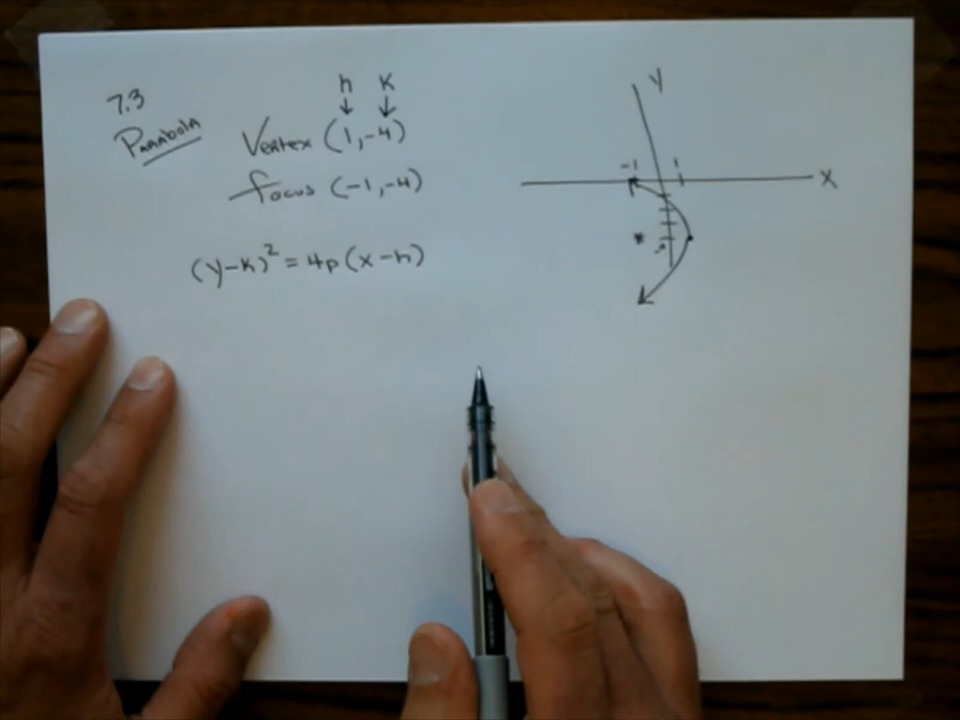 7.3
Parabola
h k
Vertex (1,-4)
focus (-1,-4)
(y-k)² = 4p(x-h)
y
-1 1
x